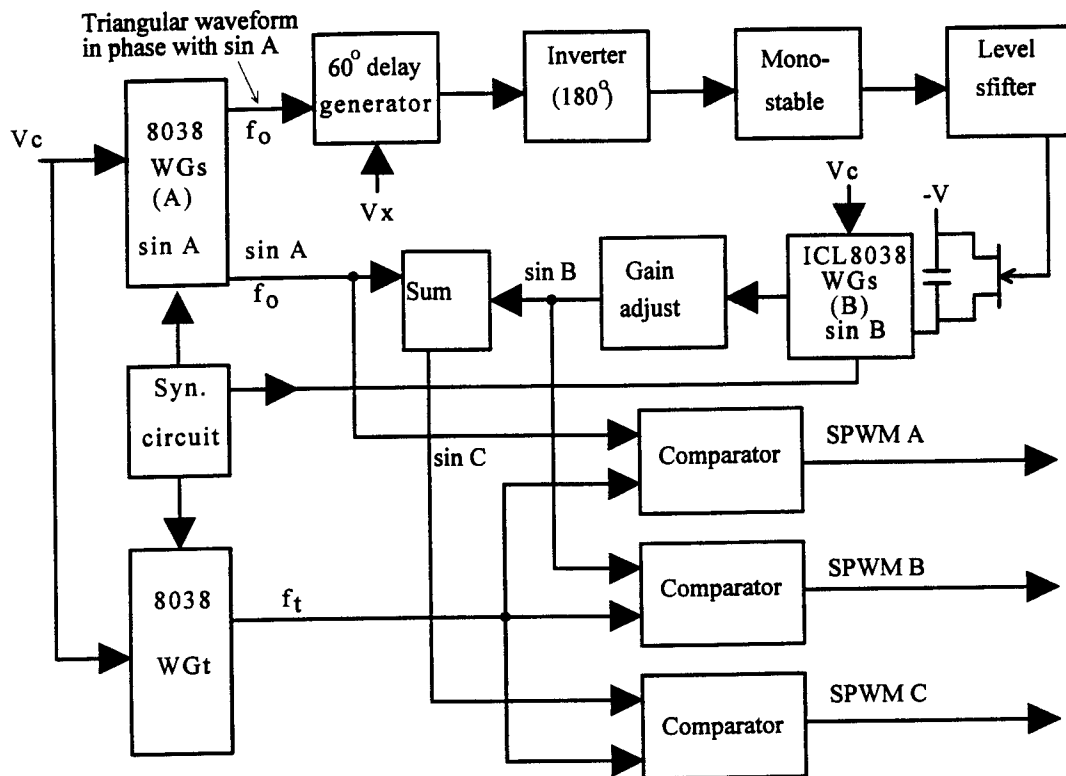 Triangular waveform
in phase with sin A
60° delay
generator
Inverter
(180°)
Mono-
stable
Level
sfifter
Vc
8038
WGs
(A)
sin A
fo
Vx
Vc
-V
sin A
fo
Sum
sin B
Gain
adjust
ICL8038
WGs
(B)
sin B
Syn.
circuit
sin C
Comparator
SPWM A
8038
WGt
ft
Comparator
SPWM B
Comparator
SPWM C